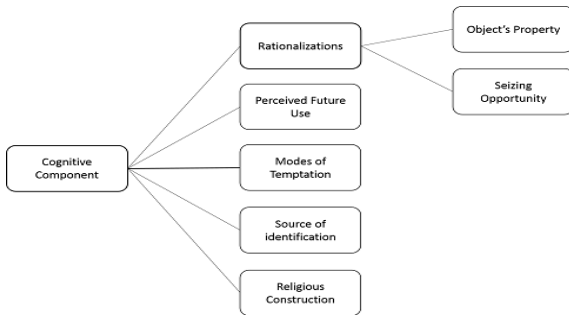 Rationalizations
Object's Property
Seizing
Opportunity
Perceived Future
Use
Cognitive
Component
Modes of
Temptation
Source of
identification
Religious
Construction